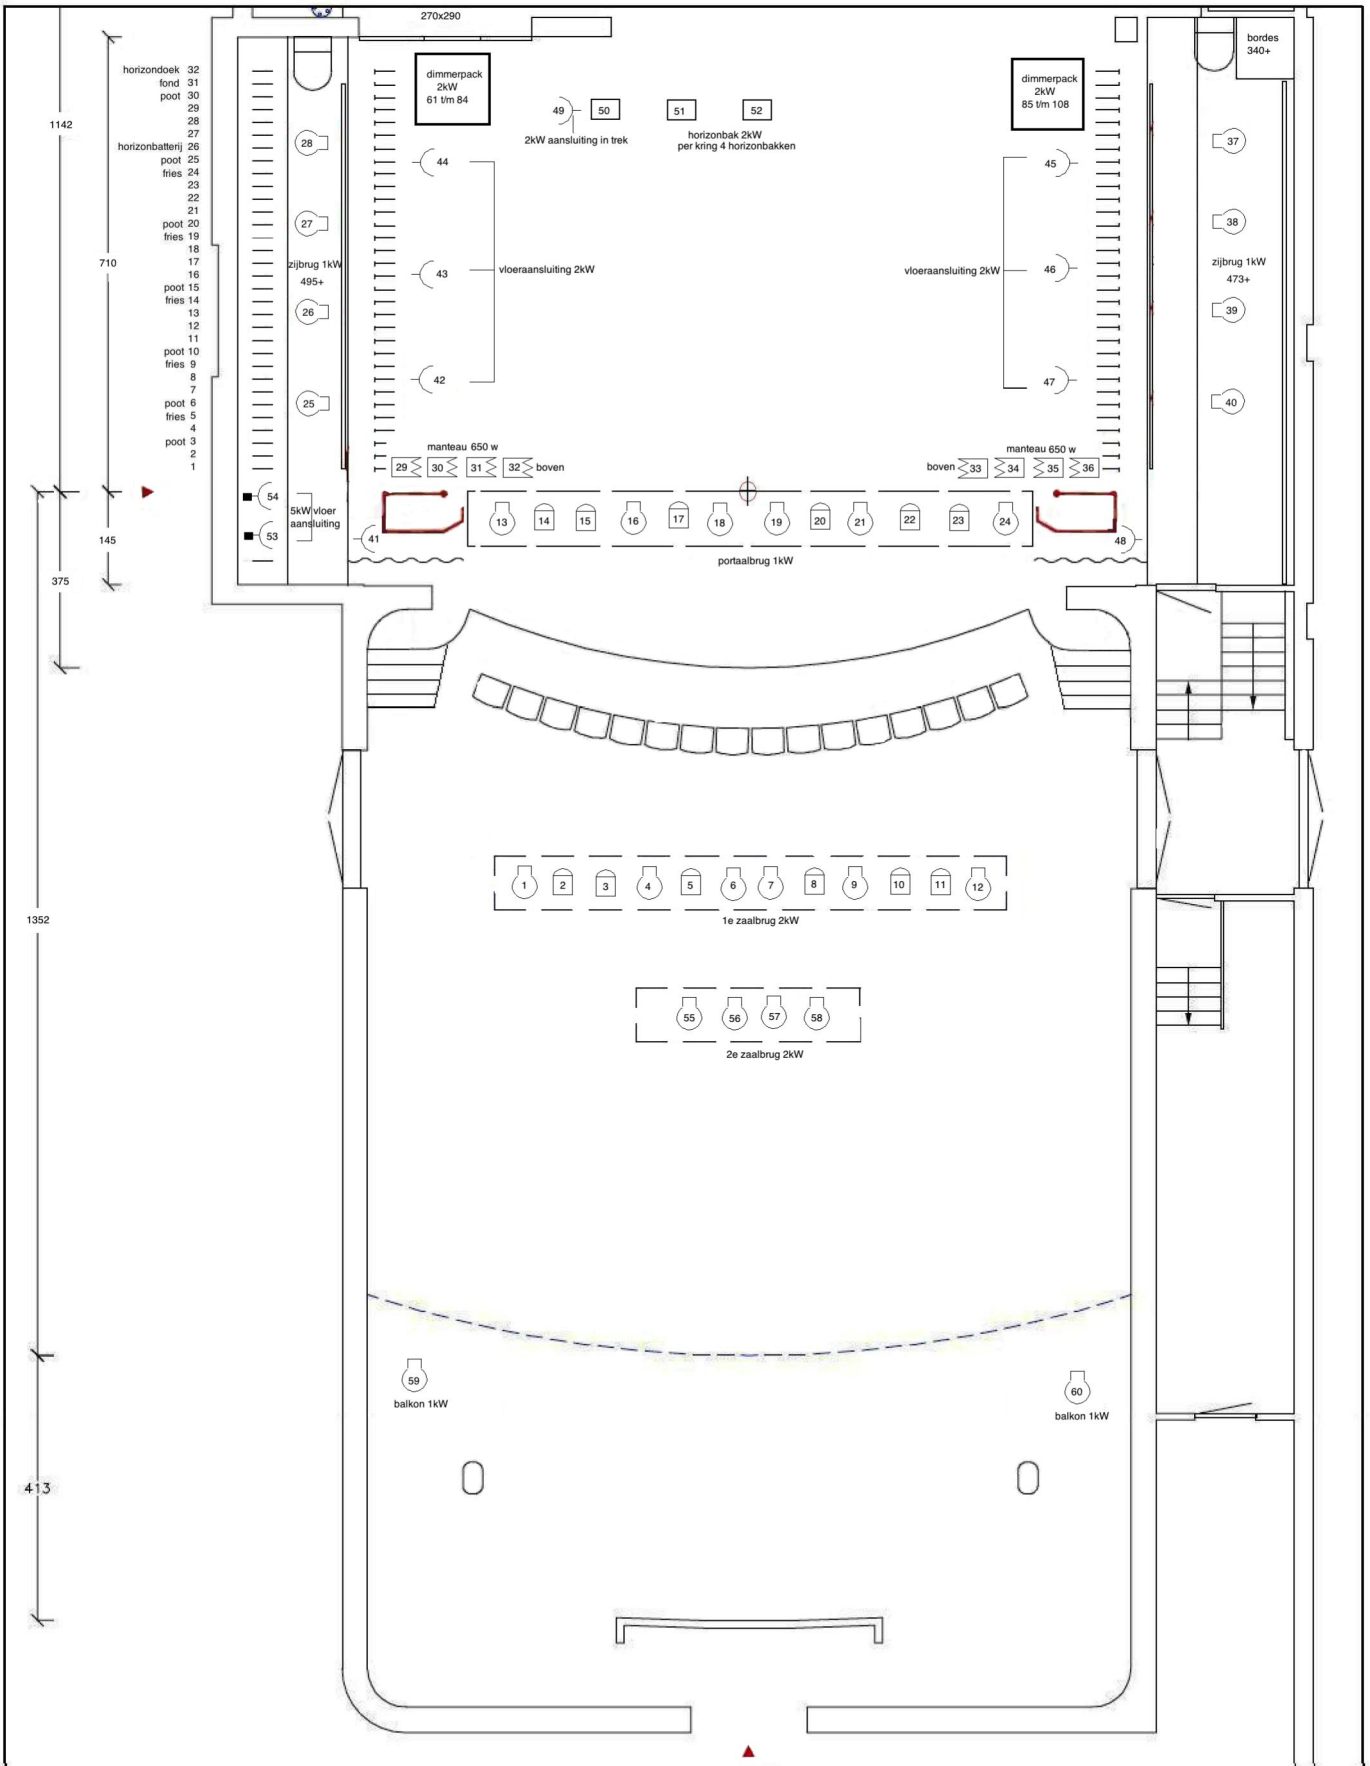 270x290
bordes
340+
horizondoek 32
fond 31
poot 30
29
28
27
horizonbatterij 26
poot 25
fries 24
23
22
21
poot 20
fries 19
18
17
16
poot 15
fries 14
13
12
11
poot 10
fries 9
8
7
poot 6
fries 5
4
poot 3
2
1
1142
710
145
375
1352
413
dimmerpack
2kW
61 t/m 84
dimmerpack
2kW
85 t/m 108
49
50
51
52
2kW aansluiting in trek
horizonbak 2kW
per kring 4 horizonbakken
28
27
zijbrug 1kW
495+
26
25
44
43
42
vloeraansluiting 2kW
vloeraansluiting 2kW
45
46
47
37
38
zijbrug 1kW
473+
39
40
manteau 650 w
29 30 31 32 boven
manteau 650 w
boven 33 34 35 36
54
53
5kW vloer
aansluiting
41
13 14 15 16 17 18 19 20 21 22 23 24
48
portaalbrug 1kW
1 2 3 4 5 6 7 8 9 10 11 12
1e zaalbrug 2kW
55 56 57 58
2e zaalbrug 2kW
59
balkon 1kW
60
balkon 1kW